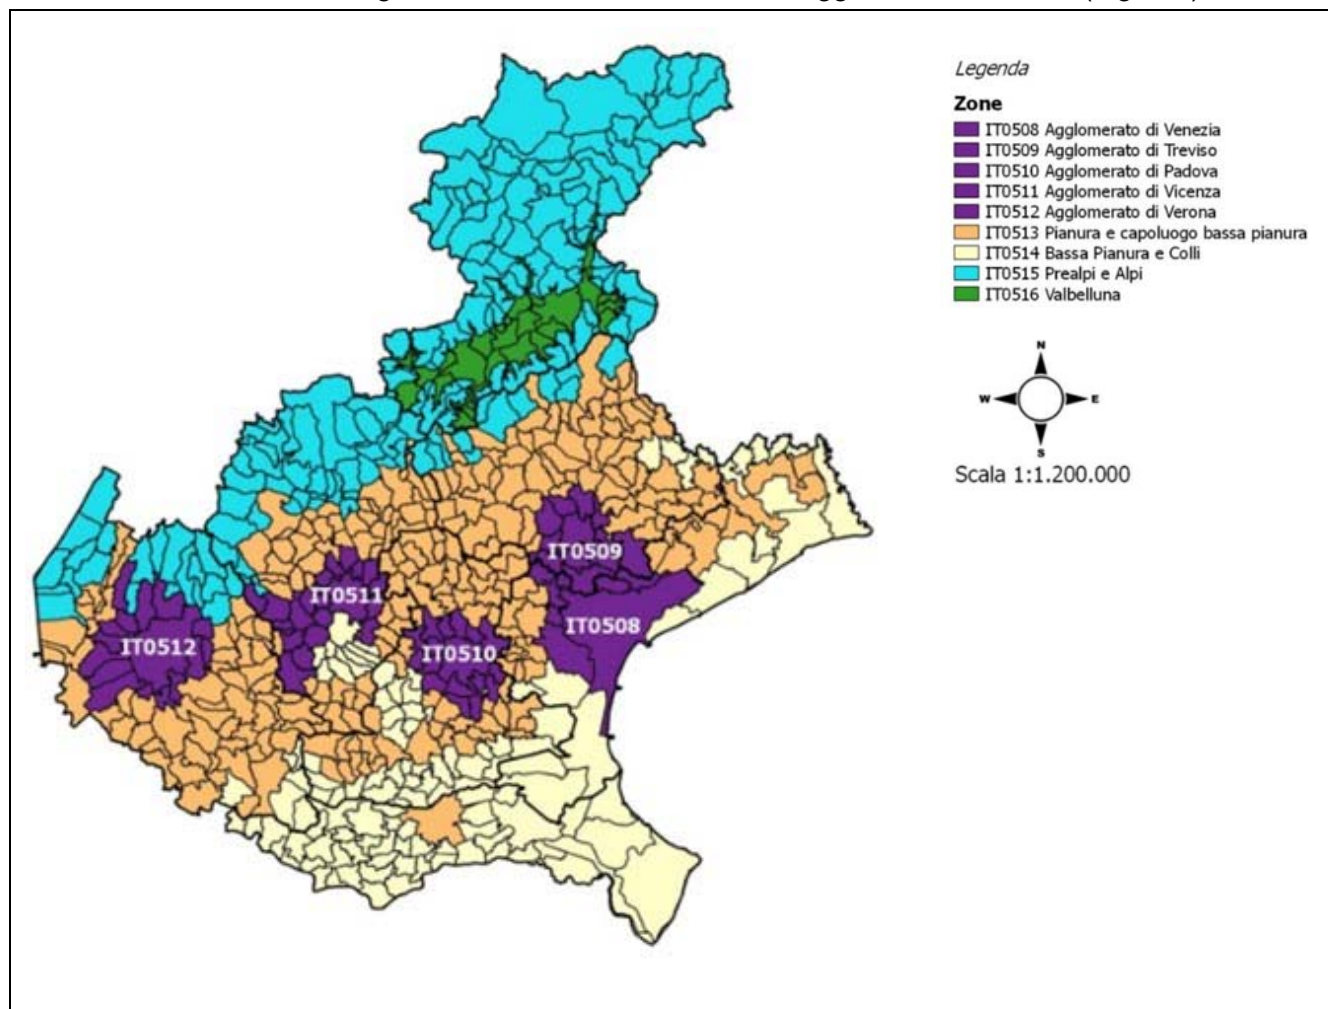 Legenda
Zone
IT0508 Agglomerato di Venezia
IT0509 Agglomerato di Treviso
IT0510 Agglomerato di Padova
IT0511 Agglomerato di Vicenza
IT0512 Agglomerato di Verona
IT0513 Pianura e capoluogo bassa pianura
IT0514 Bassa Pianura e Colli
IT0515 Prealpi e Alpi
IT0516 Valbelluna
N
W E
S
Scala 1:1.200.000
IT0509
IT0511
IT0508
IT0512
IT0510